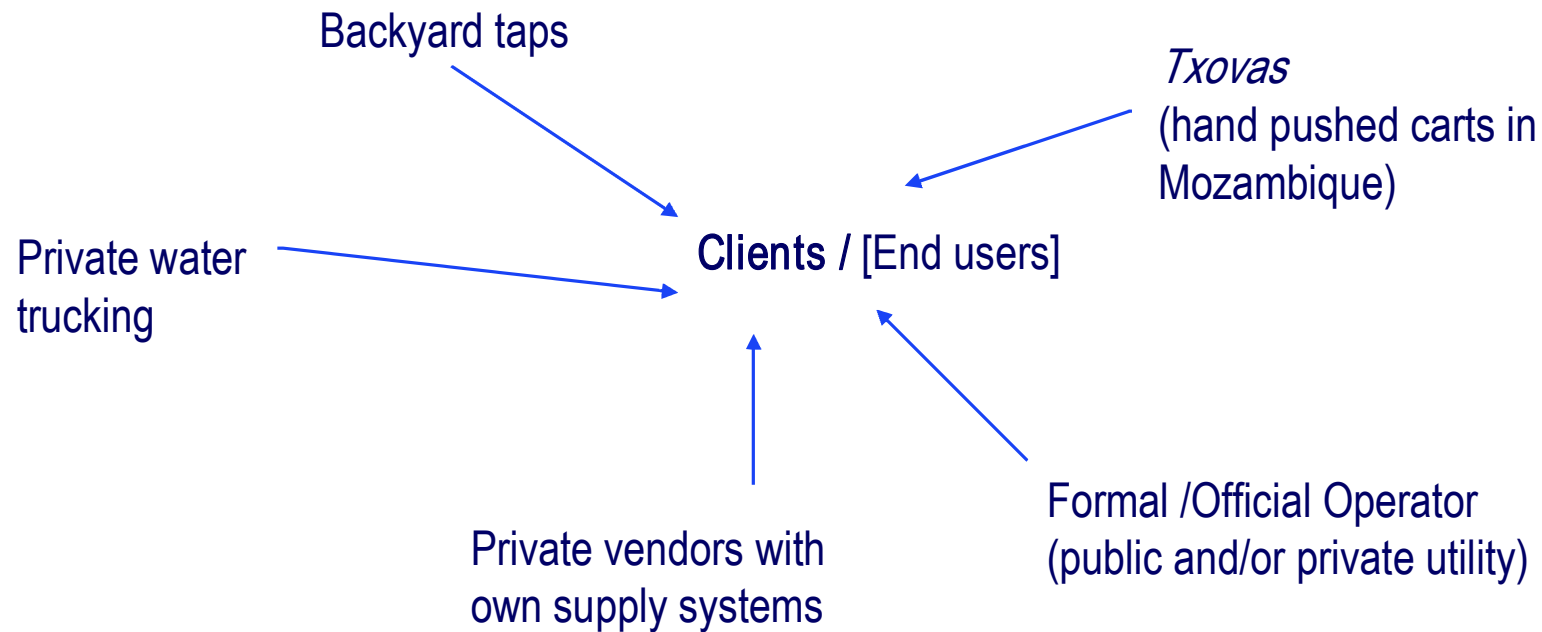 Backyard taps
Txovas
(hand pushed carts in
Mozambique)
Private water
trucking
Clients / [End users]
Private vendors with
own supply systems
Formal /Official Operator
(public and/or private utility)